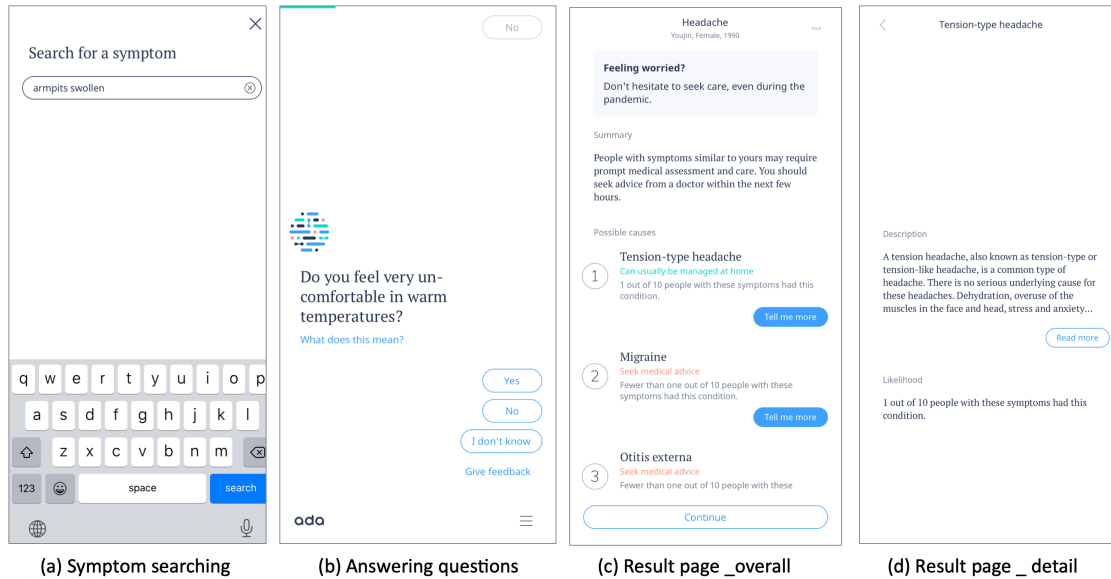 Search for a symptom
armpits swollen
q w e r t y u i o p
a s d f g h j k l
z x c v b n m
123 space search
(a) Symptom searching
No
Do you feel very un-
comfortable in warm
temperatures?
What does this mean?
Yes
No
I don't know
Give feedback
ada
(b) Answering questions
Headache
Youjin, Female, 1990
Feeling worried?
Don't hesitate to seek care, even during the
pandemic.
Summary
People with symptoms similar to yours may require
prompt medical assessment and care. You should
seek advice from a doctor within the next few
hours.
Possible causes
1
Tension-type headache
Can usually be managed at home
1 out of 10 people with these symptoms had this
condition.
Tell me more
2
Migraine
Seek medical advice
Fewer than one out of 10 people with these
symptoms had this condition.
Tell me more
3
Otitis externa
Seek medical advice
Fewer than one out of 10 people with these
Continue
(c) Result page _overall
Tension-type headache
Description
A tension headache, also known as tension-type or
tension-like headache, is a common type of
headache. There is no serious underlying cause for
these headaches. Dehydration, overuse of the
muscles in the face and head, stress and anxiety...
Read more
Likelihood
1 out of 10 people with these symptoms had this
condition.
(d) Result page _ detail